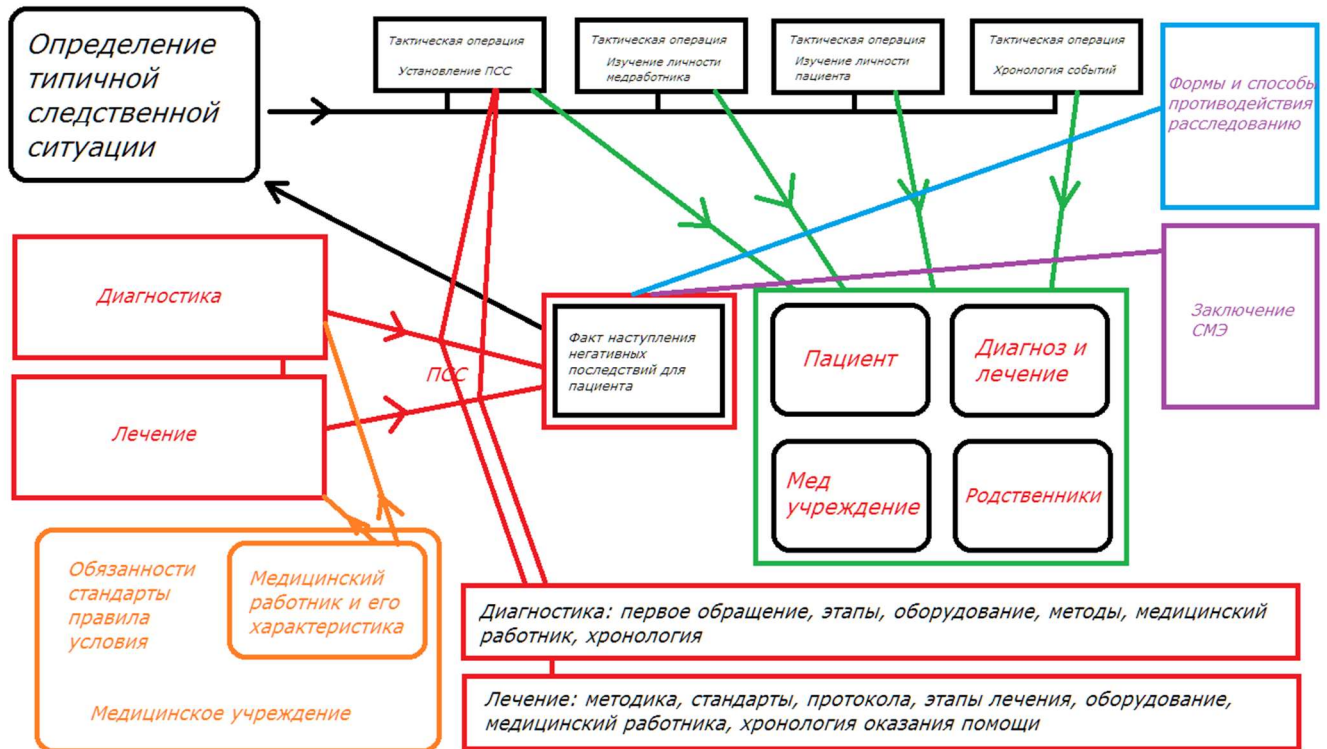 Определение
типичной
следственной
ситуации
Тактическая операция
Установление ПСС
Тактическая операция
Изучение личности
медработника
Тактическая операция
Изучение личности
пациента
Тактическая операция
Хронология событий
Формы и способы
противодействия
расследованию
Диагностика
Лечение
ПСС
Факт наступления
негативных
последствий для
пациента
Пациент
Диагноз и
лечение
Мед
учреждение
Родственники
Заключение
СМЭ
Обязанности
стандарты
правила
условия
Медицинский
работник и его
характеристика
Медицинское учреждение
Диагностика: первое обращение, этапы, оборудование, методы, медицинский
работник, хронология
Лечение: методика, стандарты, протокола, этапы лечения, оборудование,
медицинский работника, хронология оказания помощи